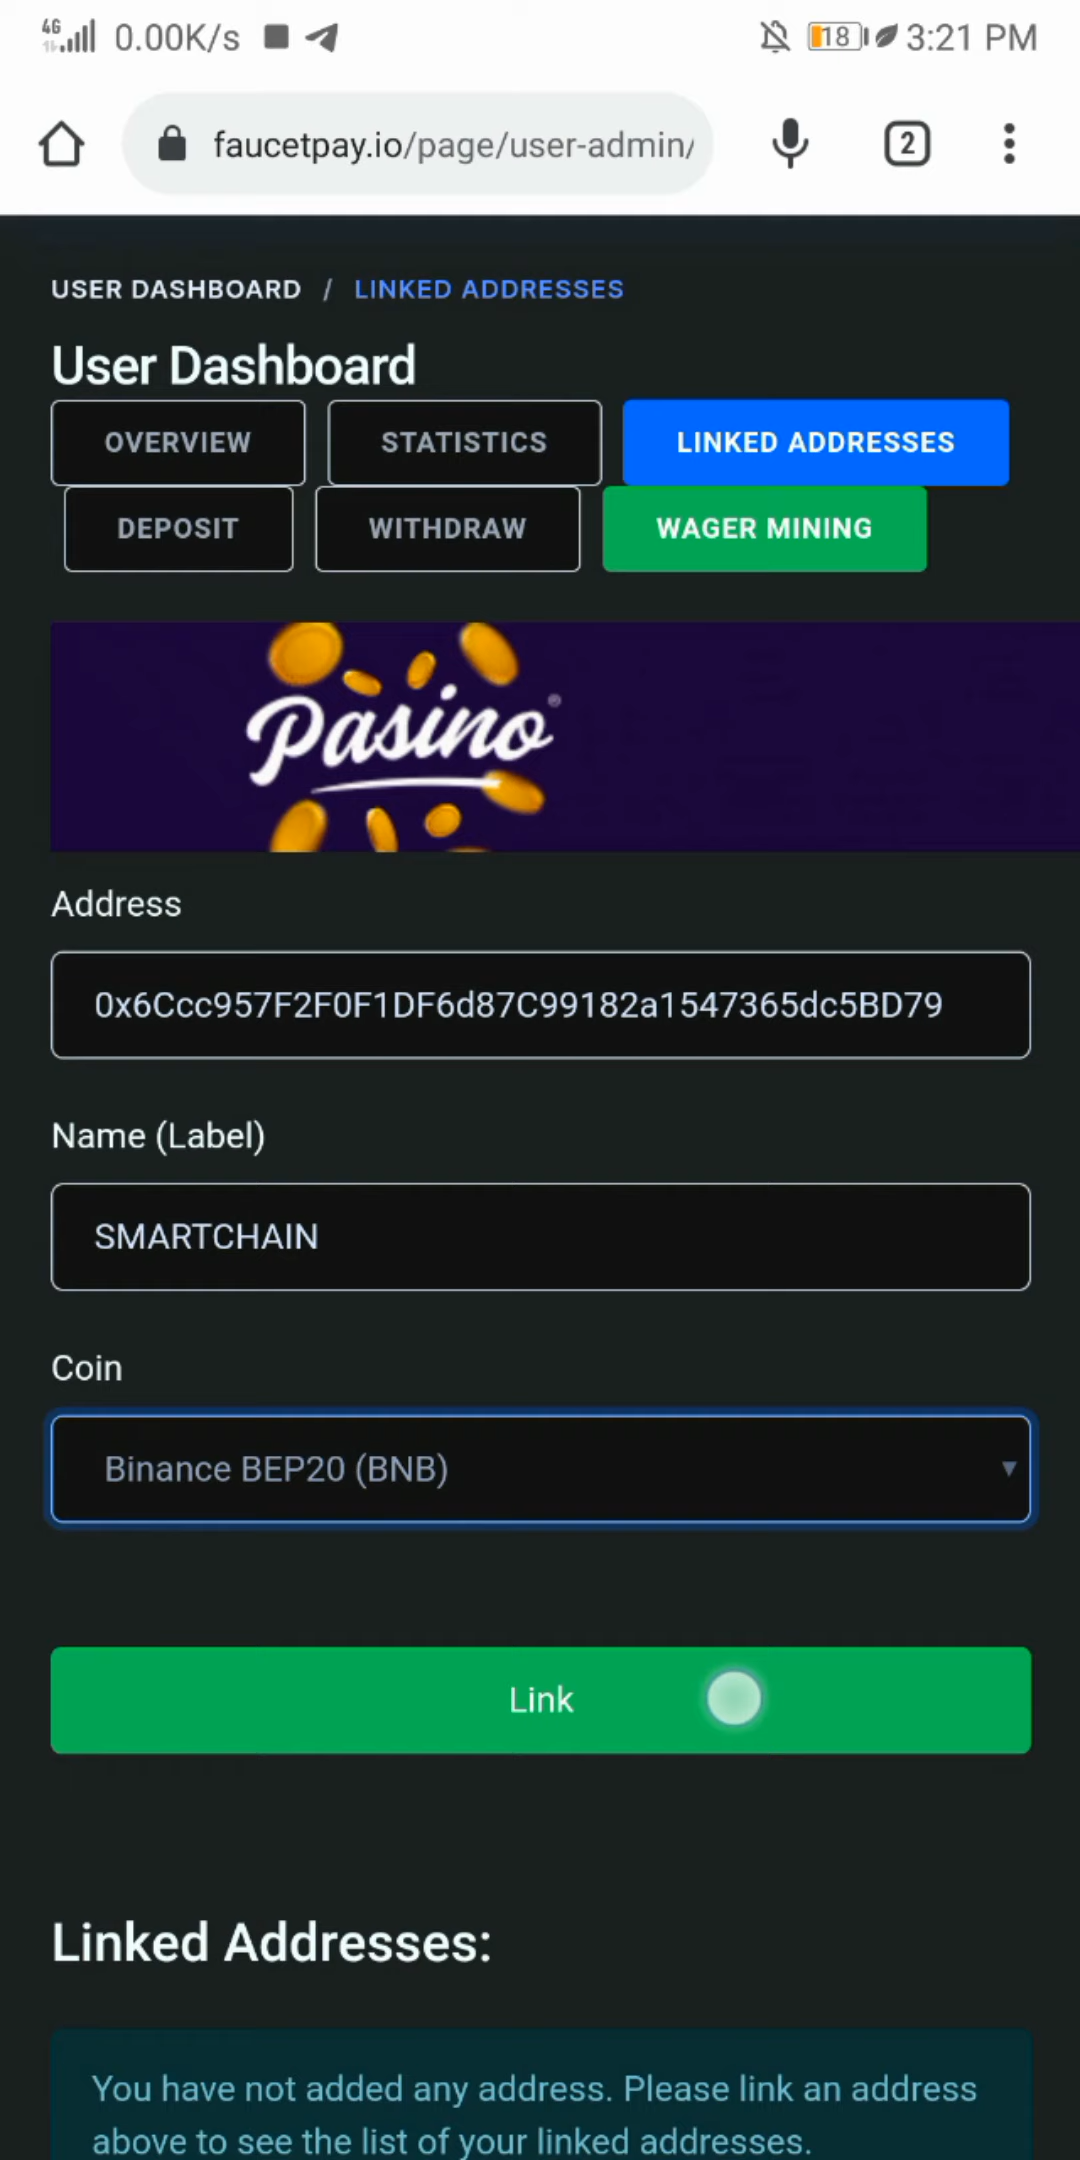 4G 0.00K/s 18 3:21 PM
faucetpay.io/page/user-admin/ 2
USER DASHBOARD / LINKED ADDRESSES
User Dashboard
OVERVIEW STATISTICS LINKED ADDRESSES
DEPOSIT WITHDRAW WAGER MINING
Pasino®
Address
0x6Ccc957F2F0F1DF6d87C99182a1547365dc5BD79
Name (Label)
SMARTCHAIN
Coin
Binance BEP20 (BNB)
Link
Linked Addresses:
You have not added any address. Please link an address
above to see the list of your linked addresses.